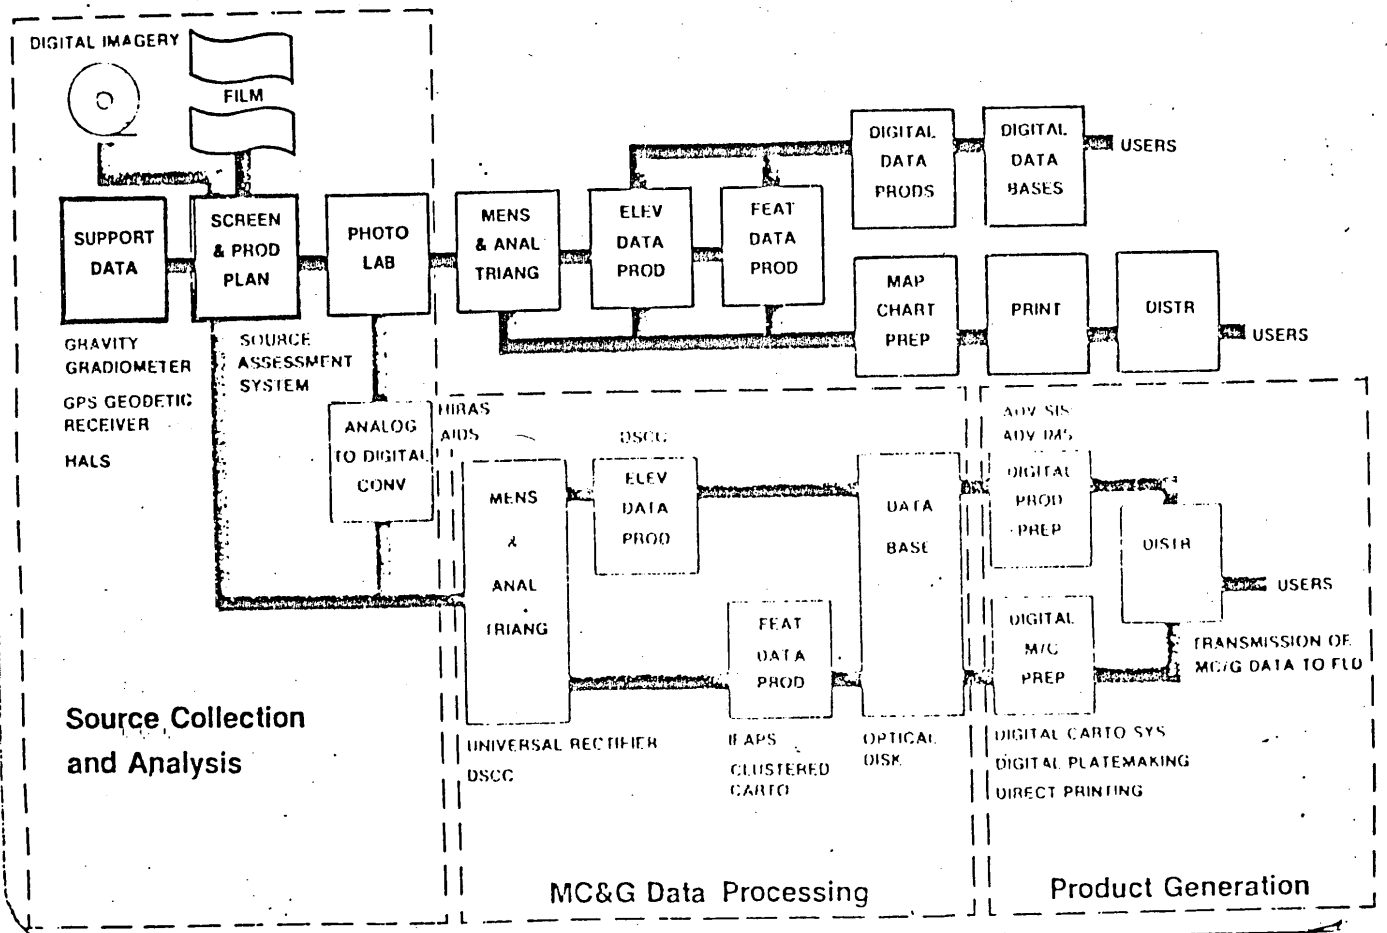 DIGITAL IMAGERY
FILM
SUPPORT
DATA
SCREEN
& PROD
PLAN
PHOTO
LAB
MENS
& ANAL
TRIANG
ELEV
DATA
PROD
FEAT
DATA
PROD
DIGITAL
DATA
PRODS
DIGITAL
DATA
BASES
USERS
MAP
CHART
PREP
PRINT
DISTR
USERS
GRAVITY
GRADIOMETER
GPS GEODETIC
RECEIVER
HALS
SOURCE
ASSESSMENT
SYSTEM
ANALOG
TO DIGITAL
CONV
HIRAS
AIDS
MENS
&
ANAL
TRIANG
DSCC
ELEV
DATA
PROD
FEAT
DATA
PROD
DATA
BASE
ADV SIS
ADV IMS
DIGITAL
PROD
PREP
DISTR
USERS
DIGITAL
M/C
PREP
TRANSMISSION OF
MC/G DATA TO FLD
UNIVERSAL RECTIFIER
DSCC
IFAPS
CLUSTERED
CARTO
OPTICAL
DISK
DIGITAL CARTO SYS
DIGITAL PLATEMAKING
DIRECT PRINTING
Source Collection
and Analysis
MC&G Data Processing
Product Generation